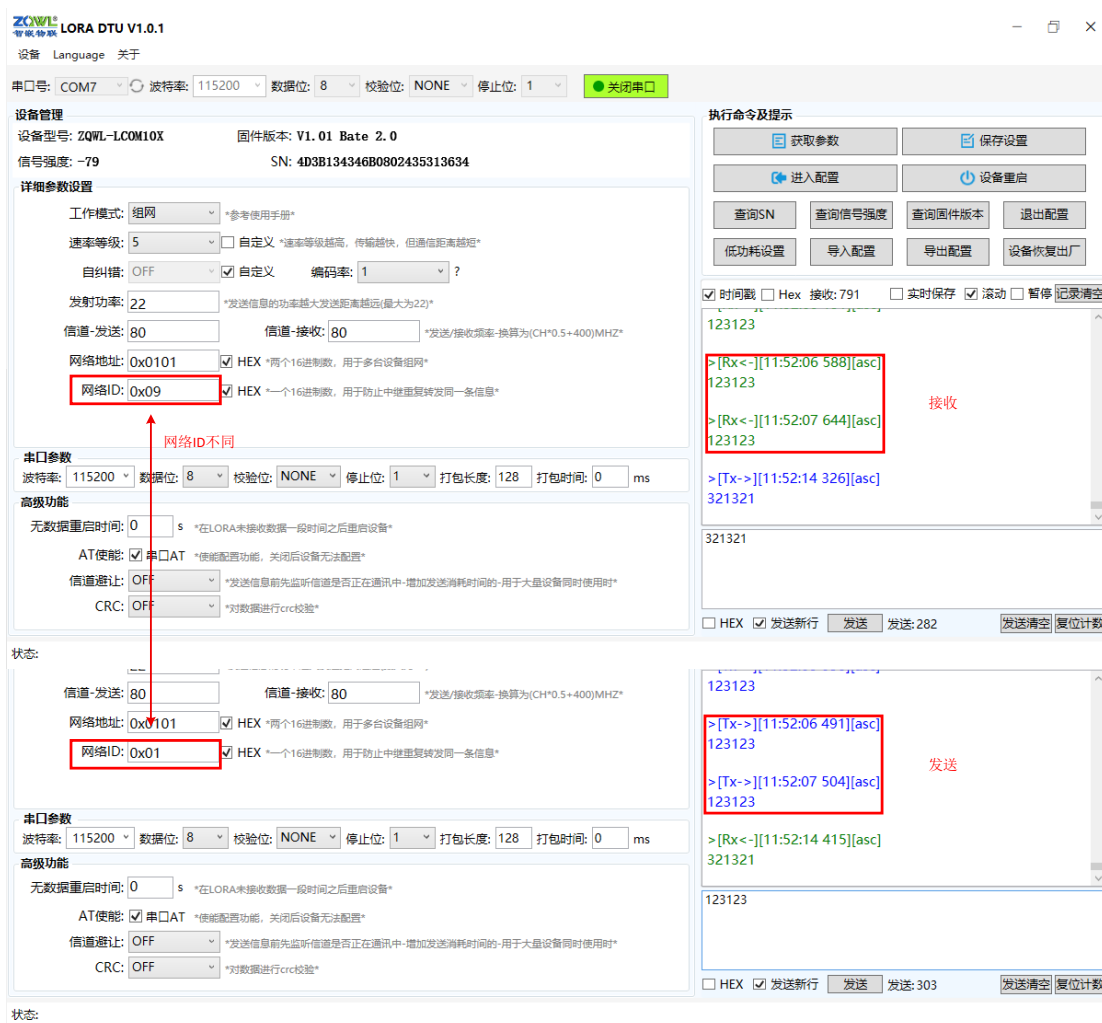 ZQWL 智嵌物联 LORA DTU V1.0.1
设备 Language 关于
串口号: COM7 波特率: 115200 数据位: 8 校验位: NONE 停止位: 1 关闭串口
设备管理
设备型号: ZQWL-LCOM10X 固件版本: V1.01 Bate 2.0
信号强度: -79 SN: 4D3B134346B0802435313634
详细参数设置
工作模式: 组网 *参考使用手册*
速率等级: 5 自定义 *速率等级越高，传输越快，但通信距离越短*
自纠错: OFF 自定义 编码率: 1 ?
发射功率: 22 *发送信息的功率越大发送距离越远(最大为22)*
信道-发送: 80 信道-接收: 80 *发送/接收频率-换算为(CH*0.5+400)MHZ*
网络地址: 0x0101 HEX *两个16进制数，用于多台设备组网*
网络ID: 0x09 HEX *一个16进制数，用于防止中继重复转发同一条信息*
网络ID不同
串口参数
波特率: 115200 数据位: 8 校验位: NONE 停止位: 1 打包长度: 128 打包时间: 0 ms
高级功能
无数据重启时间: 0 s *在LORA未接收数据一段时间之后重启设备*
AT使能: 串口AT *使能配置功能，关闭后设备无法配置*
信道避让: OFF *发送信息前先监听信道是否正在通讯中-增加发送消耗时间的-用于大量设备同时使用时*
CRC: OFF *对数据进行crc校验*
状态:
执行命令及提示
获取参数 保存设置
进入配置 设备重启
查询SN 查询信号强度 查询固件版本 退出配置
低功耗设置 导入配置 导出配置 设备恢复出厂
时间戳 Hex 接收: 791 实时保存 滚动 暂停 记录清空
123123
>[Rx<-][11:52:06 588][asc]
123123
接收
>[Rx<-][11:52:07 644][asc]
123123
>[Tx->][11:52:14 326][asc]
321321
321321
HEX 发送新行 发送 发送: 282 发送清空 复位计数
信道-发送: 80 信道-接收: 80 *发送/接收频率-换算为(CH*0.5+400)MHZ*
网络地址: 0x0101 HEX *两个16进制数，用于多台设备组网*
网络ID: 0x01 HEX *一个16进制数，用于防止中继重复转发同一条信息*
串口参数
波特率: 115200 数据位: 8 校验位: NONE 停止位: 1 打包长度: 128 打包时间: 0 ms
高级功能
无数据重启时间: 0 s *在LORA未接收数据一段时间之后重启设备*
AT使能: 串口AT *使能配置功能，关闭后设备无法配置*
信道避让: OFF *发送信息前先监听信道是否正在通讯中-增加发送消耗时间的-用于大量设备同时使用时*
CRC: OFF *对数据进行crc校验*
状态:
123123
>[Tx->][11:52:06 491][asc]
123123
发送
>[Tx->][11:52:07 504][asc]
123123
>[Rx<-][11:52:14 415][asc]
321321
123123
HEX 发送新行 发送 发送: 303 发送清空 复位计数